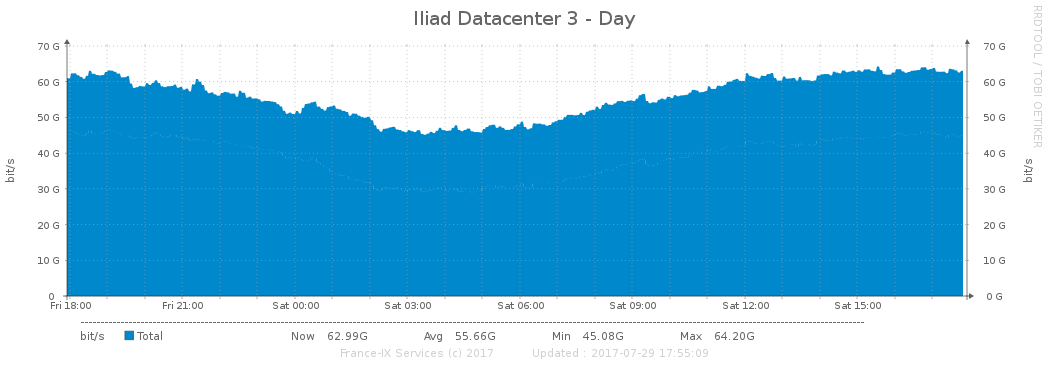 Iliad Datacenter 3 - Day
RRDTOOL / TOBI OETIKER
70 G 70 G
60 G 60 G
50 G 50 G
40 G 40 G
30 G 30 G
20 G 20 G
10 G 10 G
0 0 G
bit/s
bit/s
Fri 18:00 Fri 21:00 Sat 00:00 Sat 03:00 Sat 06:00 Sat 09:00 Sat 12:00 Sat 15:00
bit/s Total Now 62.99G Avg 55.66G Min 45.08G Max 64.20G
France-IX Services (c) 2017 Updated : 2017-07-29 17:55:09